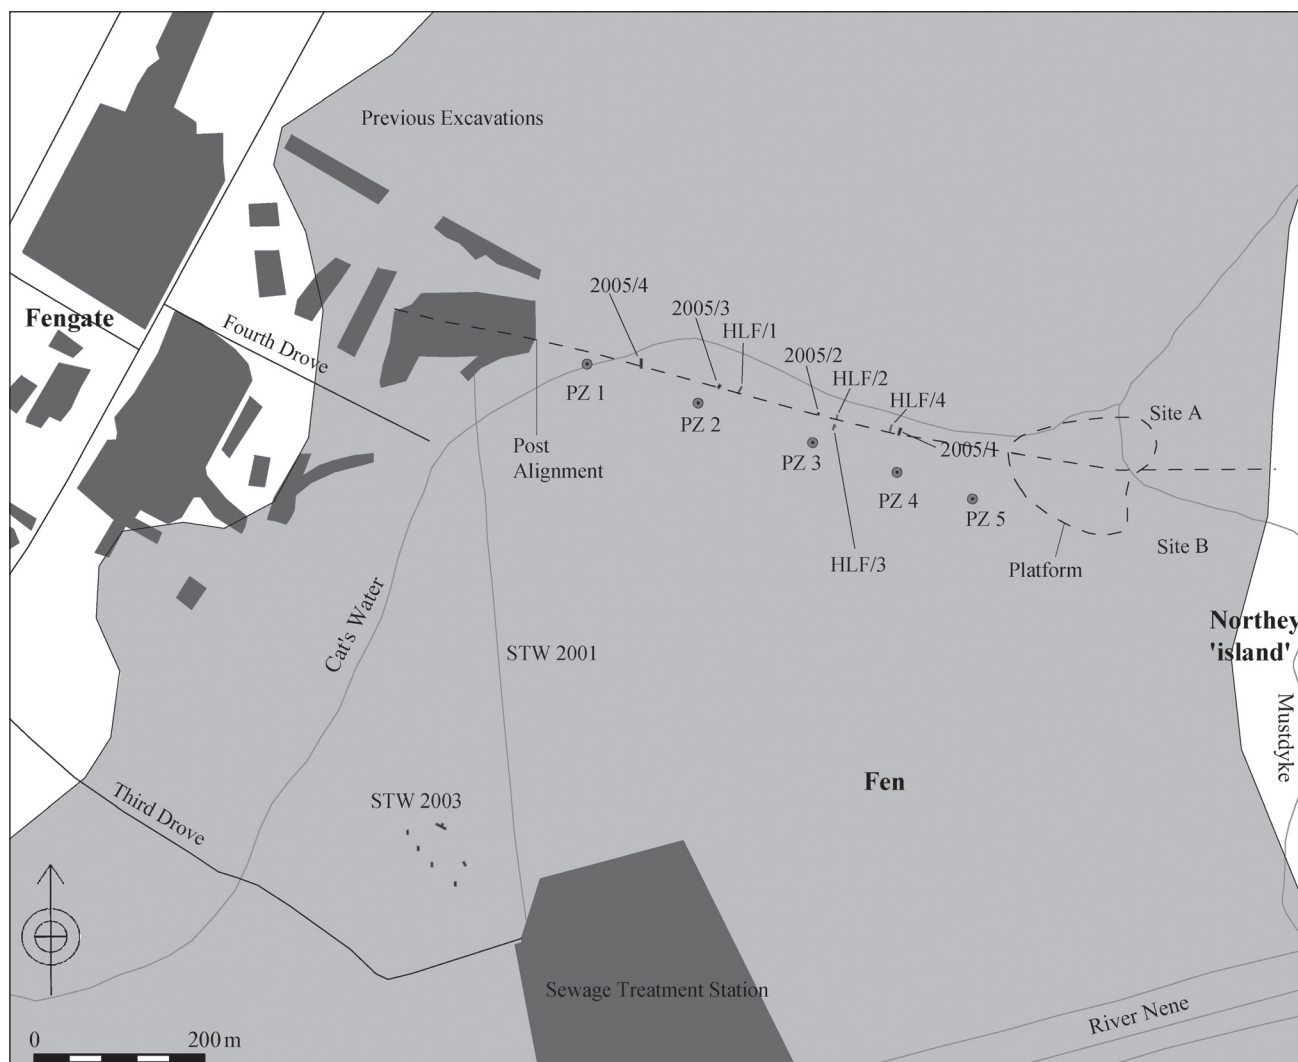 Previous Excavations
2005/4
2005/3
HLF/1
Fengate
Fourth Drove
2005/2
HLF/2
HLF/4
PZ 1
PZ 2
Site A
Post
Alignment
2005/1
PZ 3
PZ 4
PZ 5
Site B
HLF/3
Platform
Cat's Water
Northey
'island'
STW 2001
Mustdyke
Fen
STW 2003
Third Drove
Sewage Treatment Station
River Nene
0
200 m